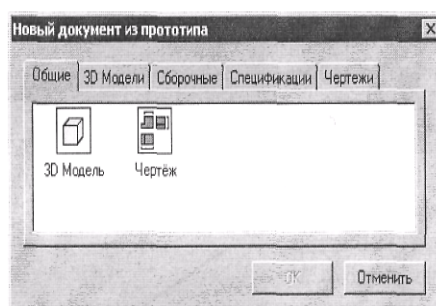 Новый документ из прототипа
Общие 3D Модели Сборочные Спецификации Чертежи
3D Модель Чертёж
OK Отменить